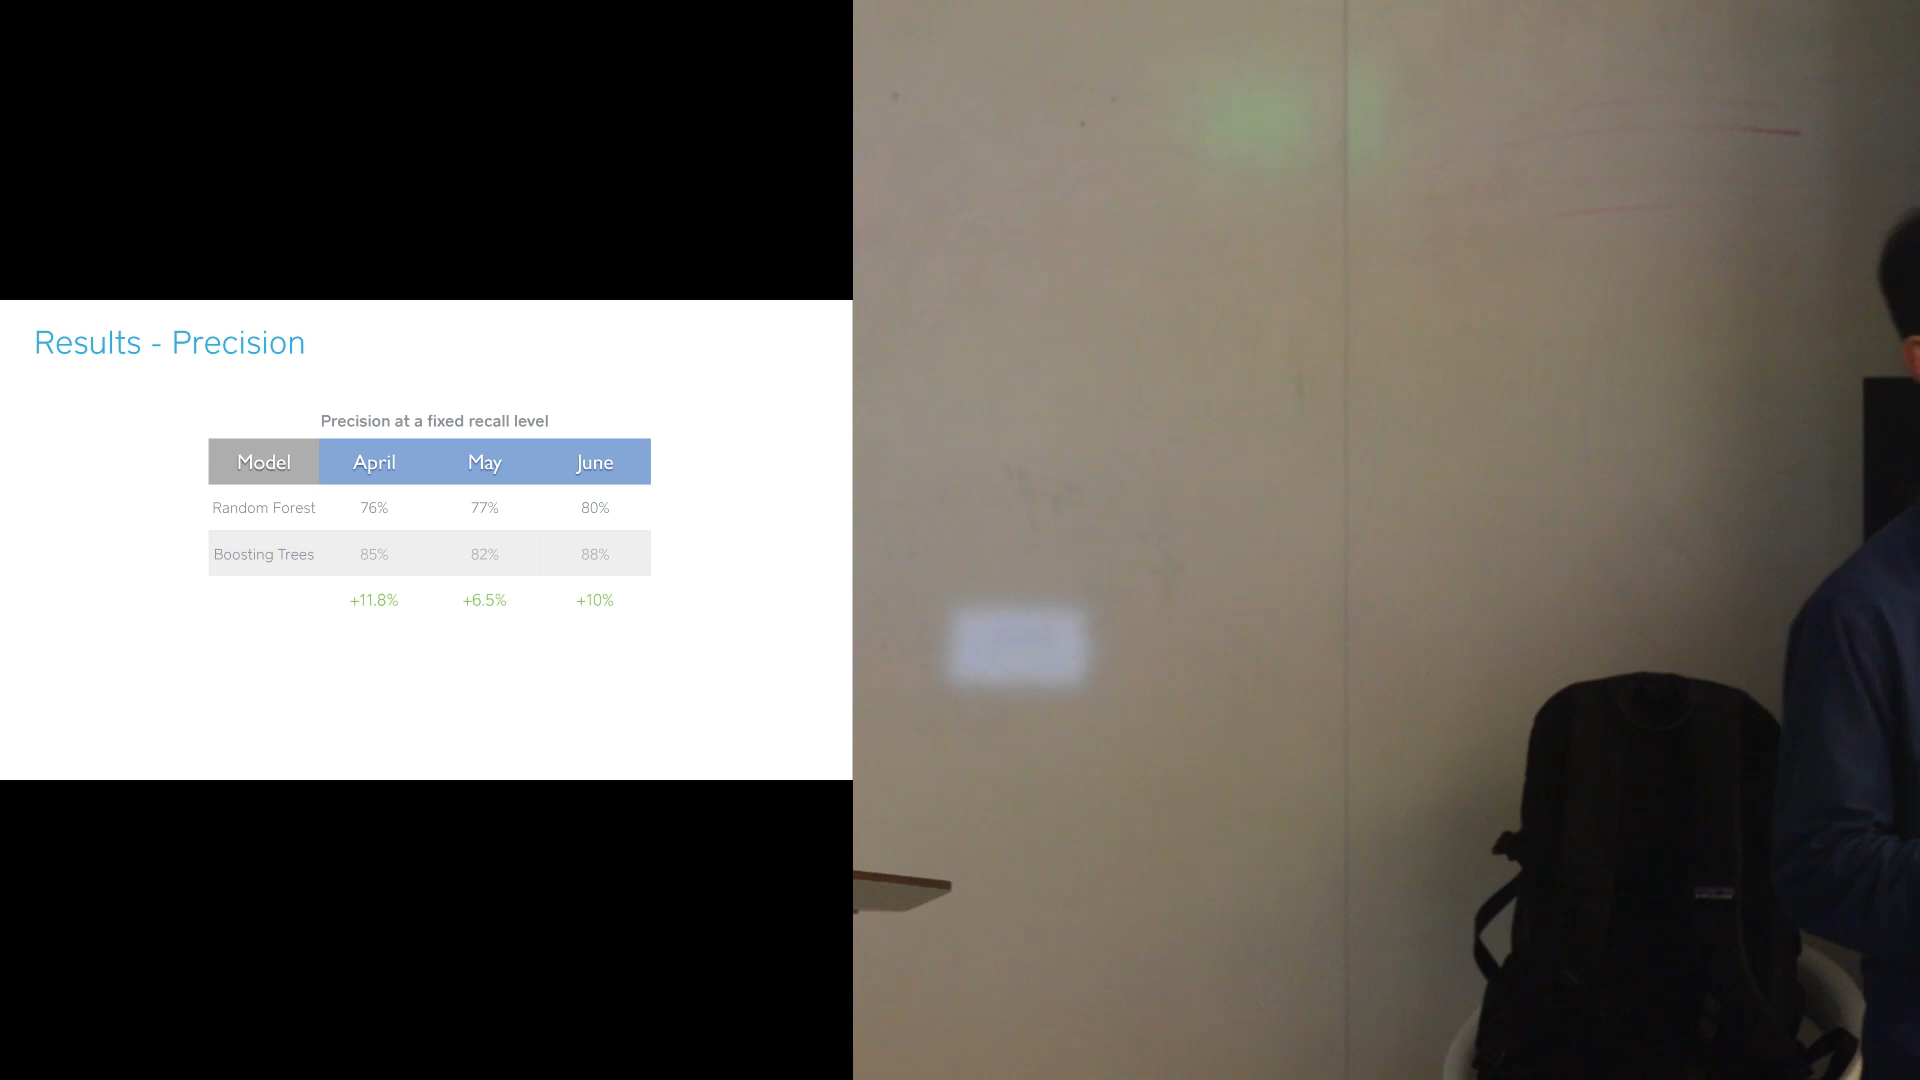 Results - Precision
Precision at a fixed recall level
Model April May June
Random Forest 76% 77% 80%
Boosting Trees 85% 82% 88%
+11.8% +6.5% +10%